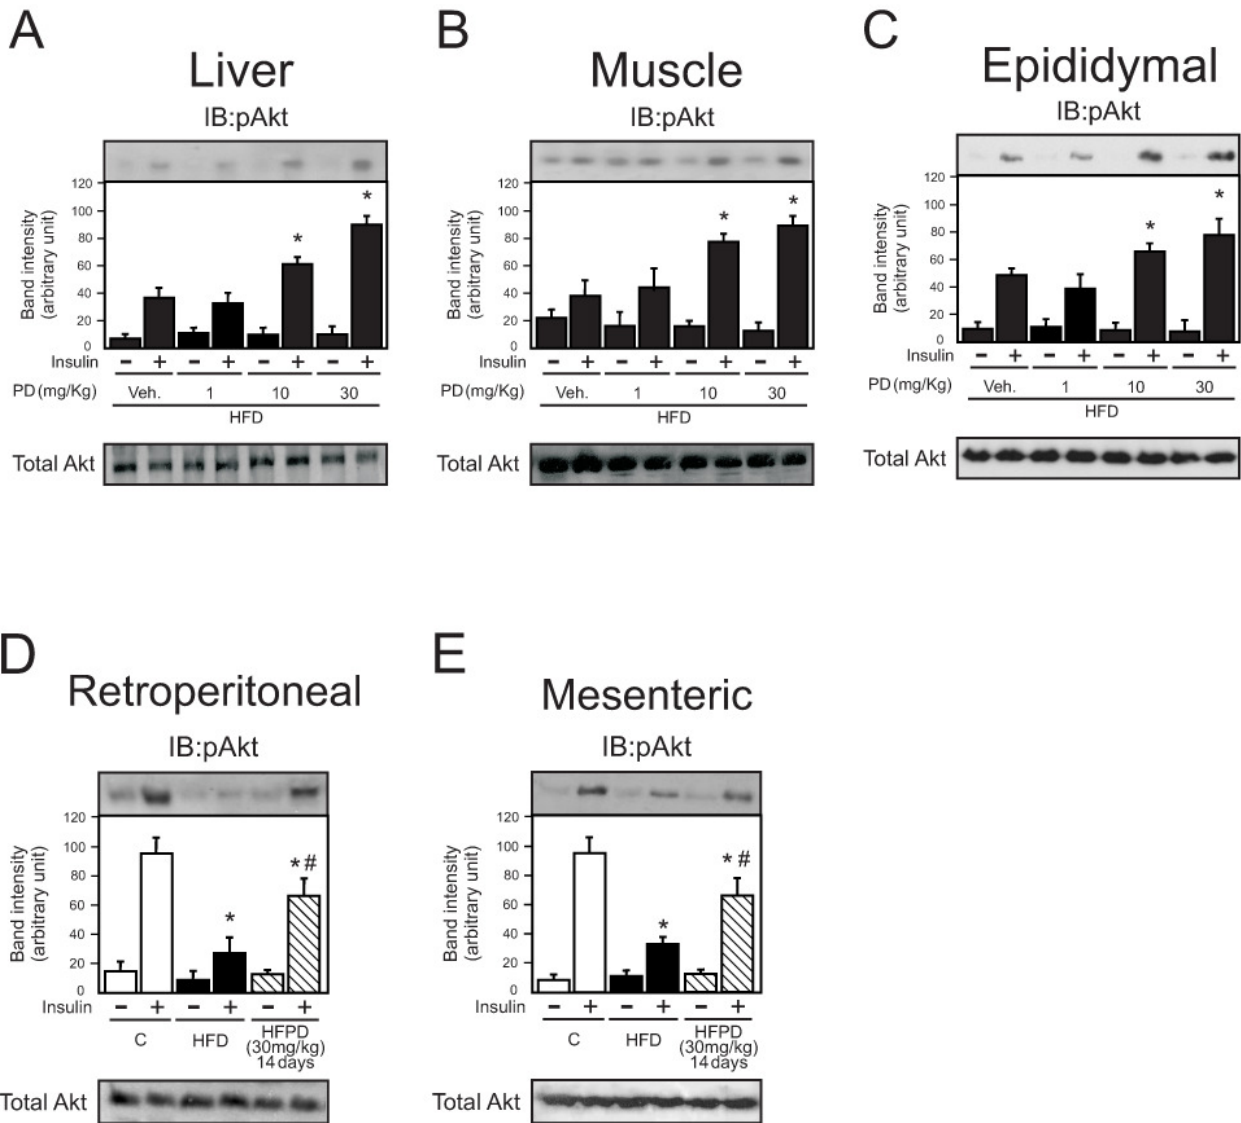 A
Liver
IB:pAkt
120
100
80
60
40
20
0
Band intensity
(arbitrary unit)
*
*
Insulin − + − + − + − +
PD (mg/Kg) Veh. 1 10 30
HFD
Total Akt
B
Muscle
IB:pAkt
120
100
80
60
40
20
0
Band intensity
(arbitrary unit)
*
*
Insulin − + − + − + − +
PD (mg/Kg) Veh. 1 10 30
HFD
Total Akt
C
Epididymal
IB:pAkt
120
100
80
60
40
20
0
Band intensity
(arbitrary unit)
*
*
Insulin − + − + − + − +
PD (mg/Kg) Veh. 1 10 30
HFD
Total Akt
D
Retroperitoneal
IB:pAkt
120
100
80
60
40
20
0
Band intensity
(arbitrary unit)
*
* #
Insulin − + − + − +
C HFD HFPD
(30mg/kg)
14 days
Total Akt
E
Mesenteric
IB:pAkt
120
100
80
60
40
20
0
Band intensity
(arbitrary unit)
*
* #
Insulin − + − + − +
C HFD HFPD
(30mg/kg)
14 days
Total Akt